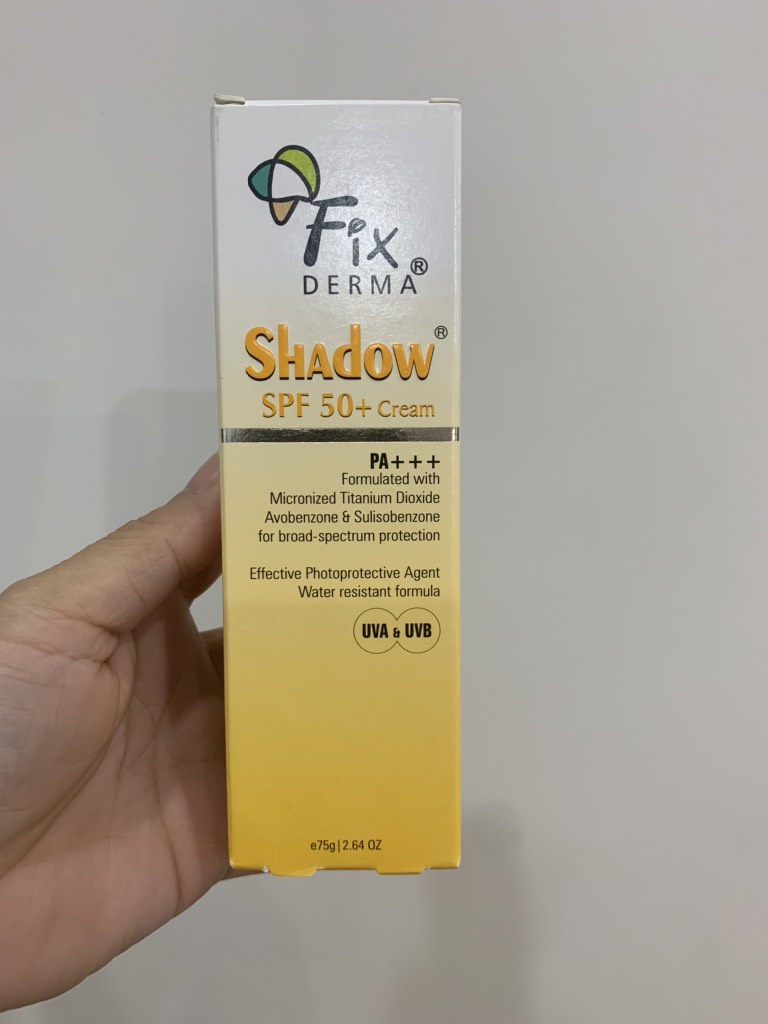 Fix
DERMA®
Shadow®
SPF 50+ Cream
PA+++
Formulated with
Micronized Titanium Dioxide
Avobenzone & Sulisobenzone
for broad-spectrum protection
Effective Photoprotective Agent
Water resistant formula
UVA & UVB
e75g|2.64 OZ